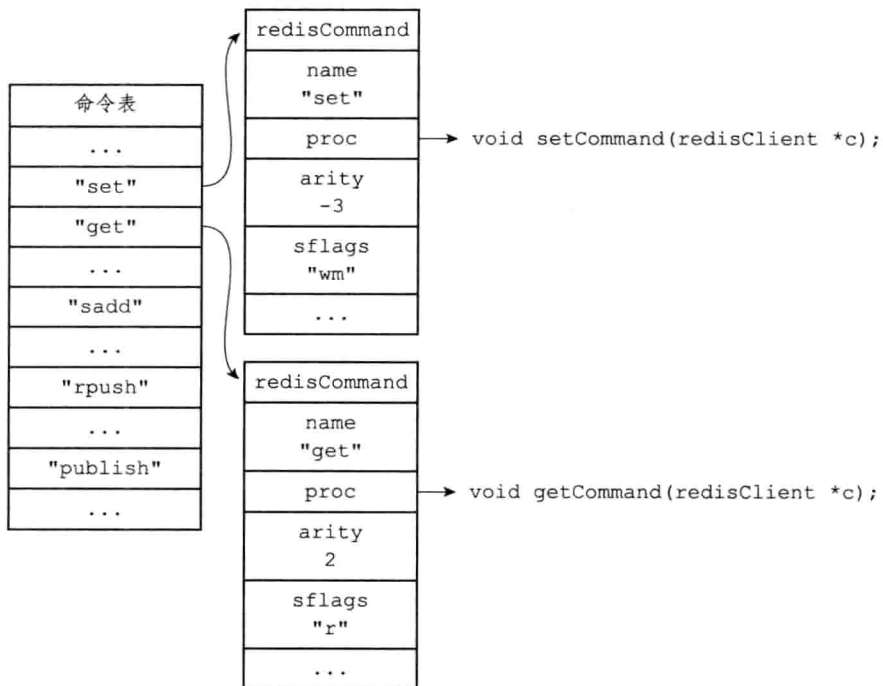 命令表
...
"set"
"get"
...
"sadd"
...
"rpush"
...
"publish"
...
redisCommand
name
"set"
proc
void setCommand(redisClient *c);
arity
-3
sflags
"wm"
...
redisCommand
name
"get"
proc
void getCommand(redisClient *c);
arity
2
sflags
"r"
...